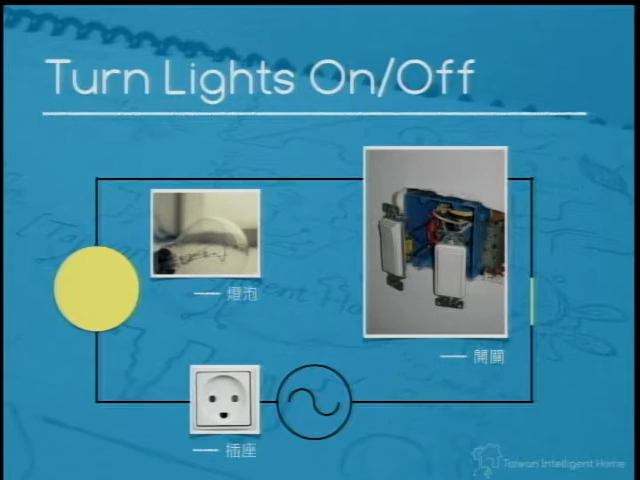 Turn Lights On/Off
燈泡
開關
插座
Taiwan Intelligent Home